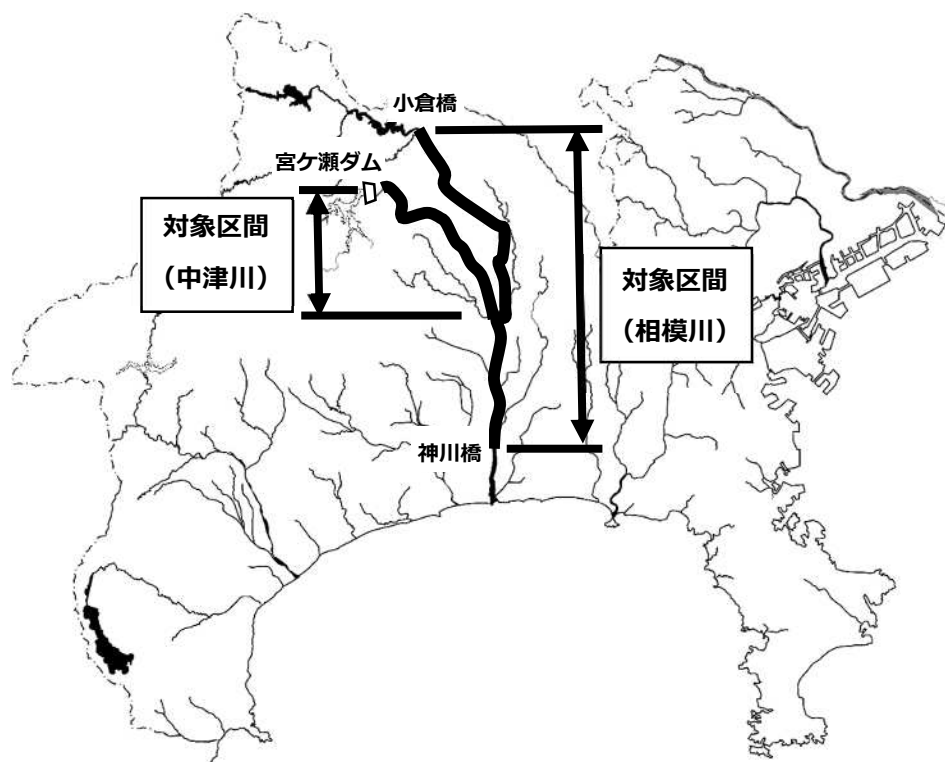 小倉橋
宮ケ瀬ダム
対象区間
（中津川）
対象区間
（相模川）
神川橋